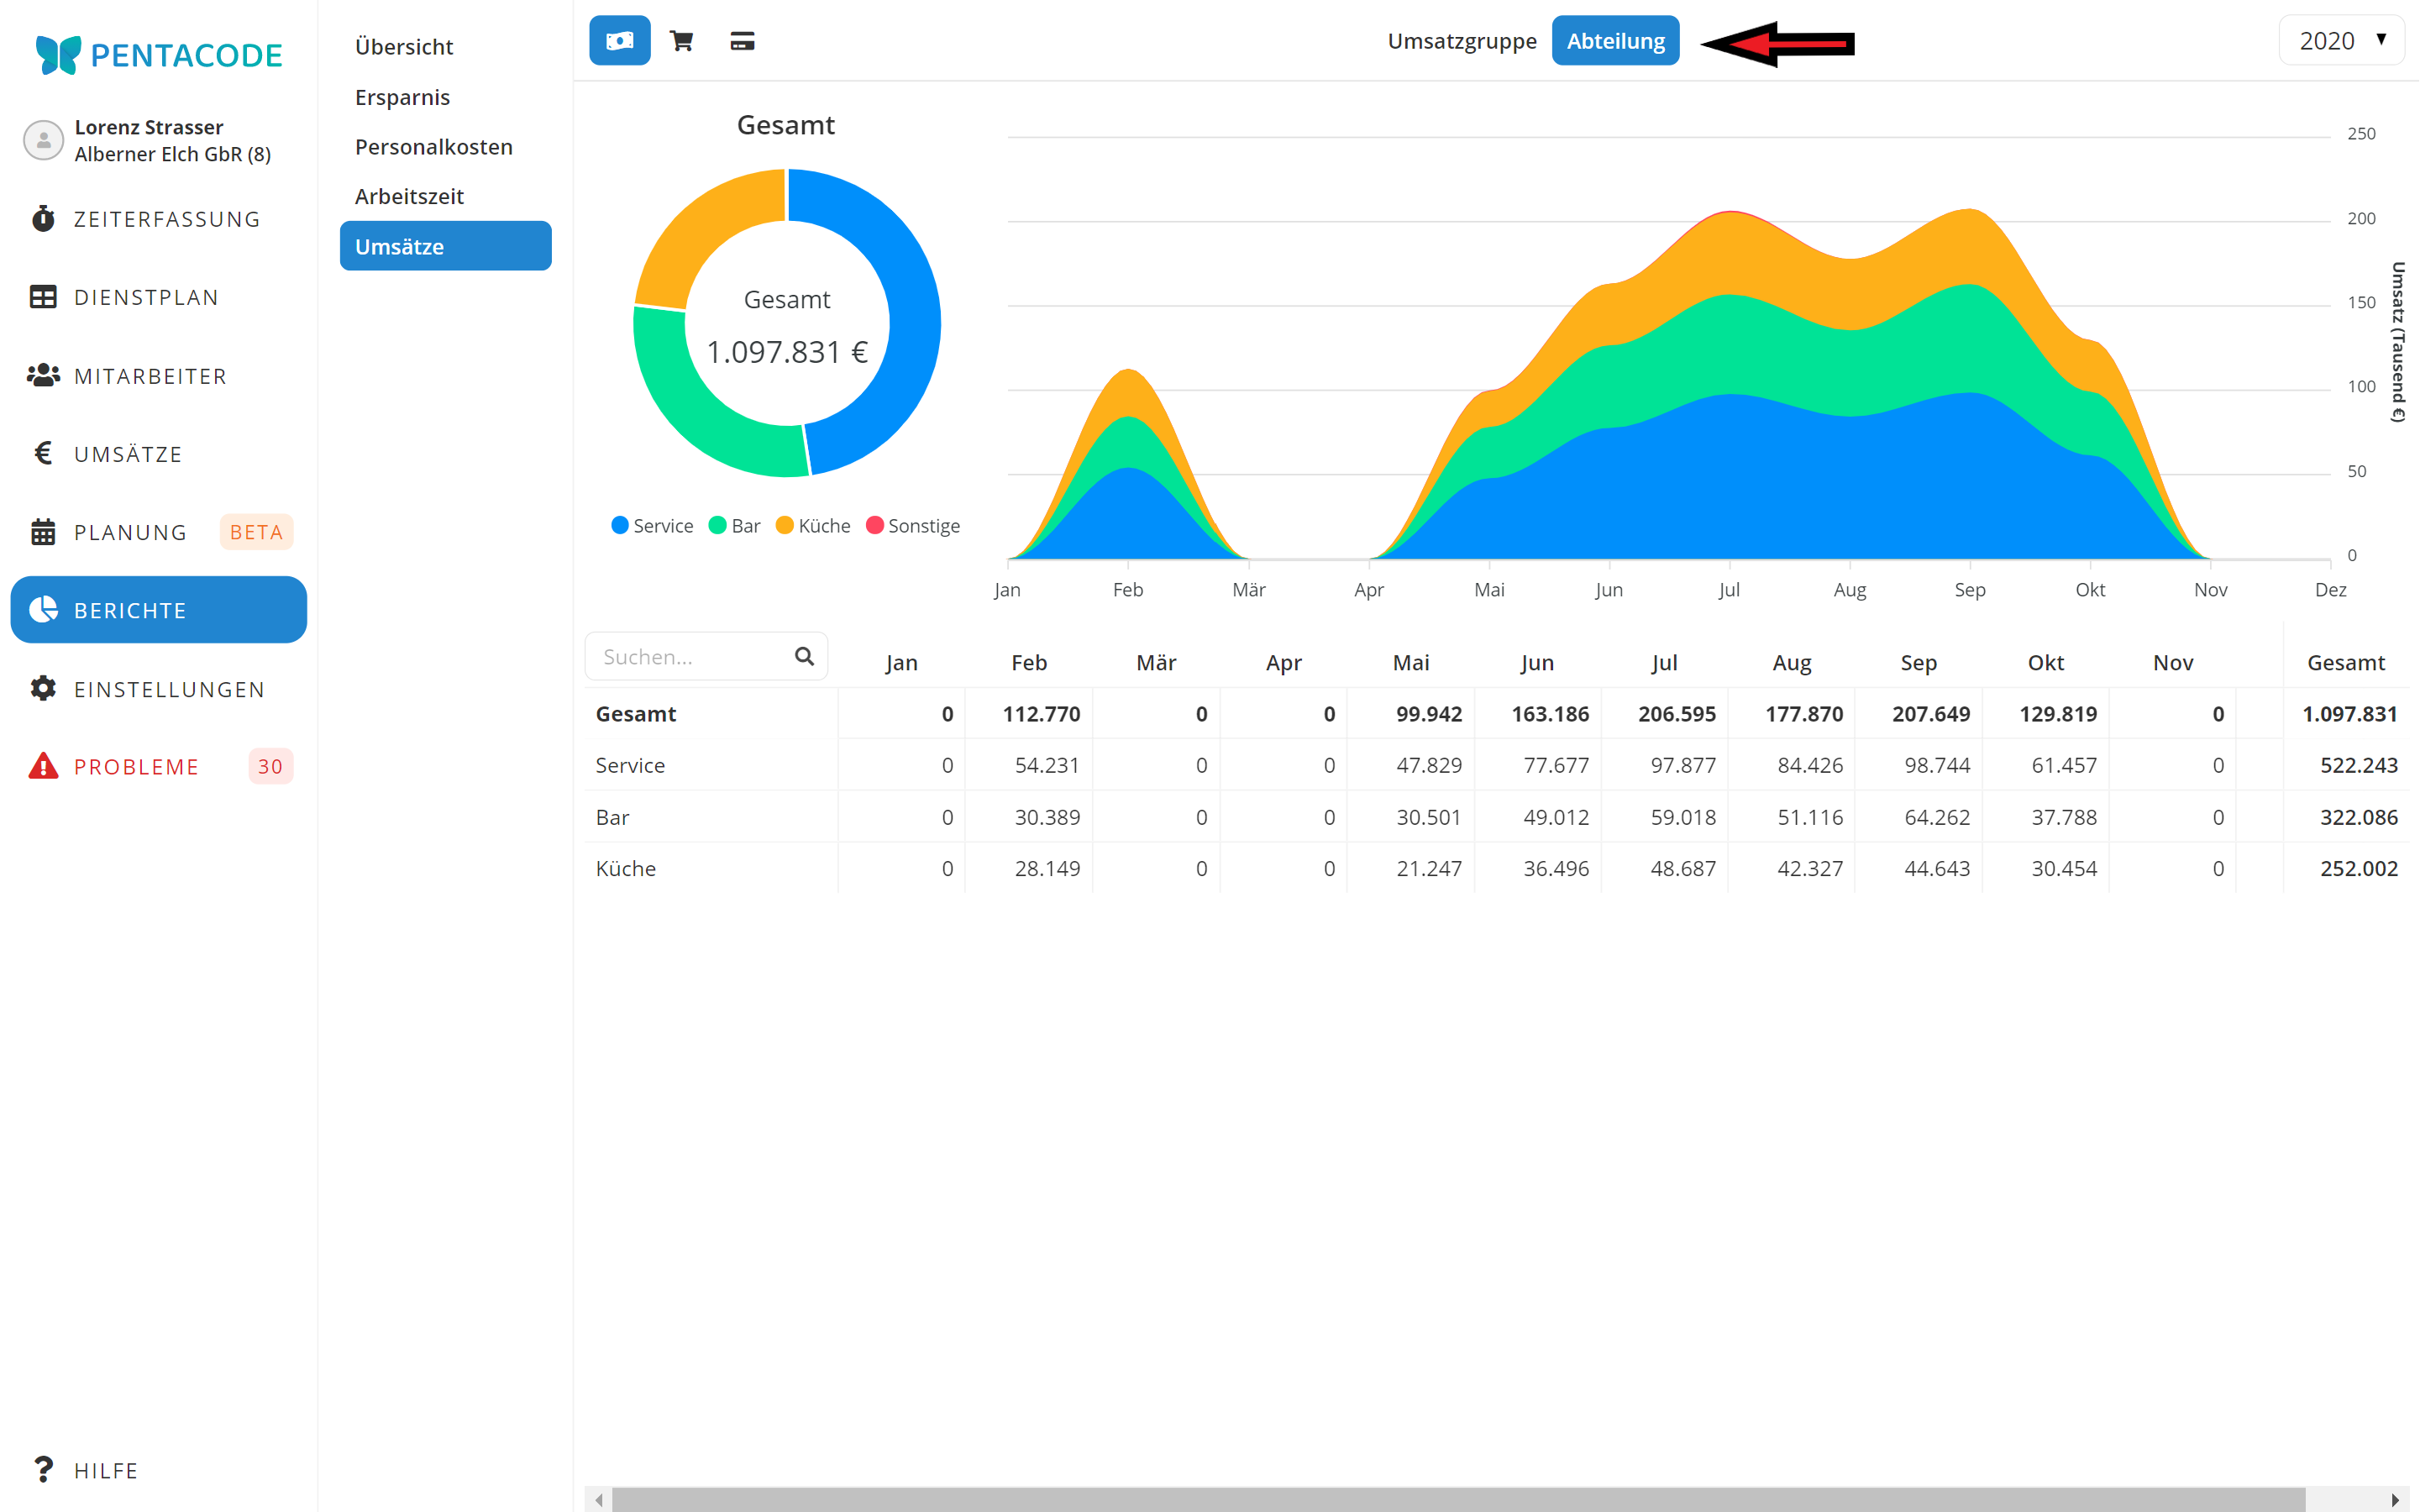 PENTACODE
Lorenz Strasser
Alberner Elch GbR (8)
ZEITERFASSUNG
DIENSTPLAN
MITARBEITER
€ UMSÄTZE
PLANUNG BETA
BERICHTE
EINSTELLUNGEN
PROBLEME 30
? HILFE
Übersicht
Ersparnis
Personalkosten
Arbeitszeit
Umsätze
Umsatzgruppe Abteilung
2020
Gesamt
Gesamt
1.097.831 €
Service Bar Küche Sonstige
250
200
150
100
50
0
Umsatz (Tausend €)
Jan Feb Mär Apr Mai Jun Jul Aug Sep Okt Nov Dez
Suchen... Jan Feb Mär Apr Mai Jun Jul Aug Sep Okt Nov Gesamt
Gesamt 0 112.770 0 0 99.942 163.186 206.595 177.870 207.649 129.819 0 1.097.831
Service 0 54.231 0 0 47.829 77.677 97.877 84.426 98.744 61.457 0 522.243
Bar 0 30.389 0 0 30.501 49.012 59.018 51.116 64.262 37.788 0 322.086
Küche 0 28.149 0 0 21.247 36.496 48.687 42.327 44.643 30.454 0 252.002